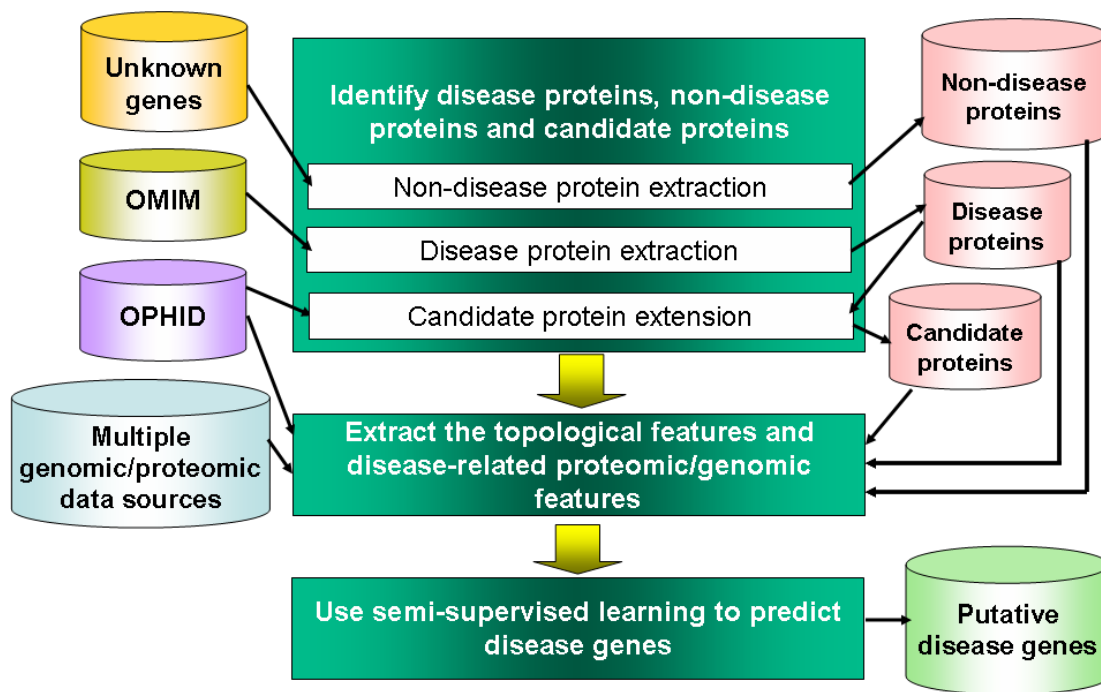 Unknown
genes
OMIM
OPHID
Multiple
genomic/proteomic
data sources
Identify disease proteins, non-disease
proteins and candidate proteins
Non-disease protein extraction
Disease protein extraction
Candidate protein extension
Non-disease
proteins
Disease
proteins
Candidate
proteins
Extract the topological features and
disease-related proteomic/genomic
features
Use semi-supervised learning to predict
disease genes
Putative
disease genes